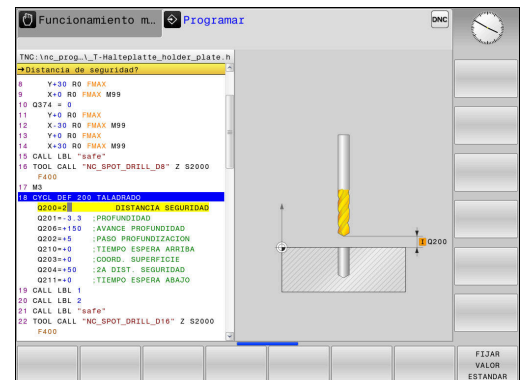 Funcionamiento m… Programar DNC
TNC:\nc_prog…\_T-Halteplatte_holder_plate.h
→Distancia de seguridad?
8 Y+30 R0 FMAX
9 X+0 R0 FMAX M99
10 Q374 = 0
11 Y+0 R0 FMAX
12 X-30 R0 FMAX M99
13 Y+0 R0 FMAX
14 X+30 R0 FMAX M99
15 CALL LBL "safe"
16 TOOL CALL "NC_SPOT_DRILL_D8" Z S2000
F400
17 M3
18 CYCL DEF 200 TALADRADO
Q200=2 DISTANCIA SEGURIDAD
Q201=-3.3 ;PROFUNDIDAD
Q206=+150 ;AVANCE PROFUNDIDAD
Q202=+5 ;PASO PROFUNDIZACION
Q210=+0 ;TIEMPO ESPERA ARRIBA
Q203=+0 ;COORD. SUPERFICIE
Q204=+50 ;2A DIST. SEGURIDAD
Q211=+0 ;TIEMPO ESPERA ABAJO
19 CALL LBL 1
20 CALL LBL 2
21 CALL LBL "safe"
22 TOOL CALL "NC_SPOT_DRILL_D16" Z S2000
F400
Q200
FIJAR
VALOR
ESTANDAR